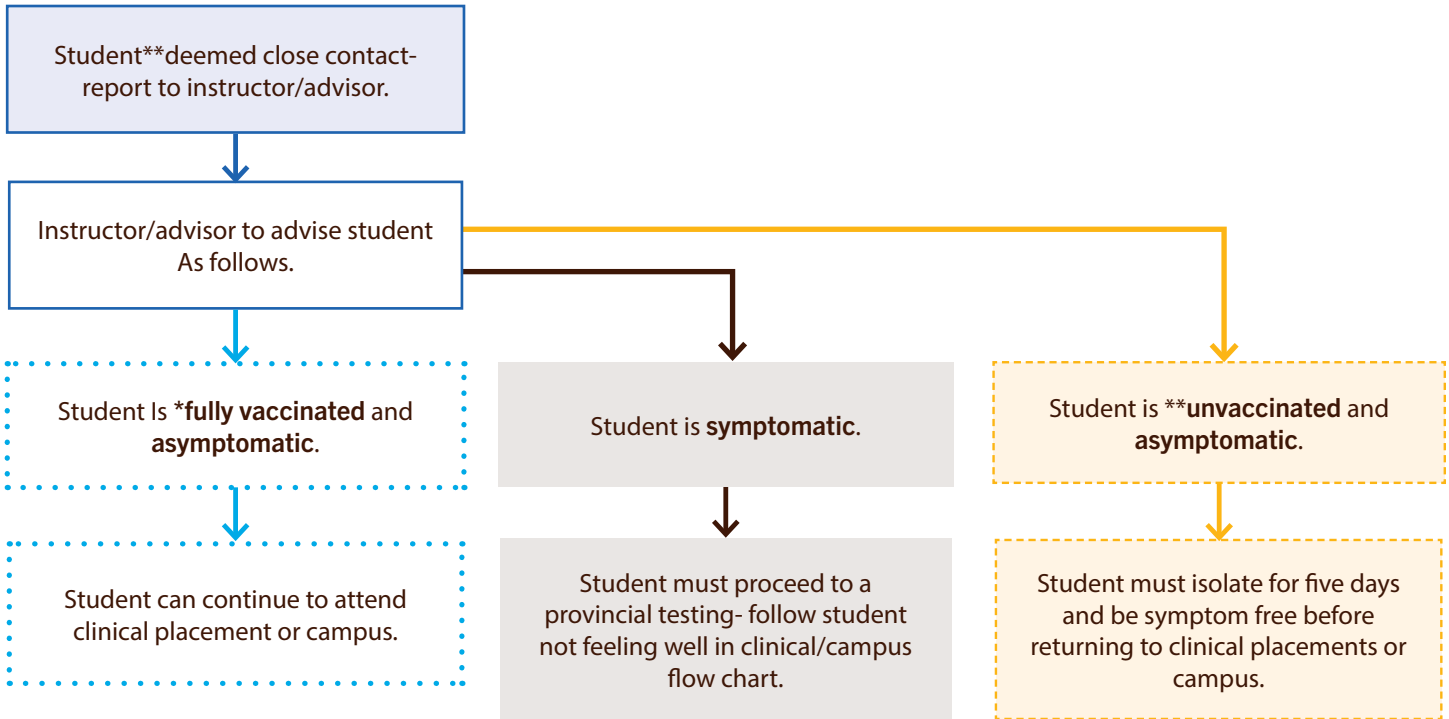 Student**deemed close contact-
report to instructor/advisor.
Instructor/advisor to advise student
As follows.
Student Is *fully vaccinated and
asymptomatic.
Student is symptomatic.
Student is **unvaccinated and
asymptomatic.
Student can continue to attend
clinical placement or campus.
Student must proceed to a
provincial testing- follow student
not feeling well in clinical/campus
flow chart.
Student must isolate for five days
and be symptom free before
returning to clinical placements or
campus.